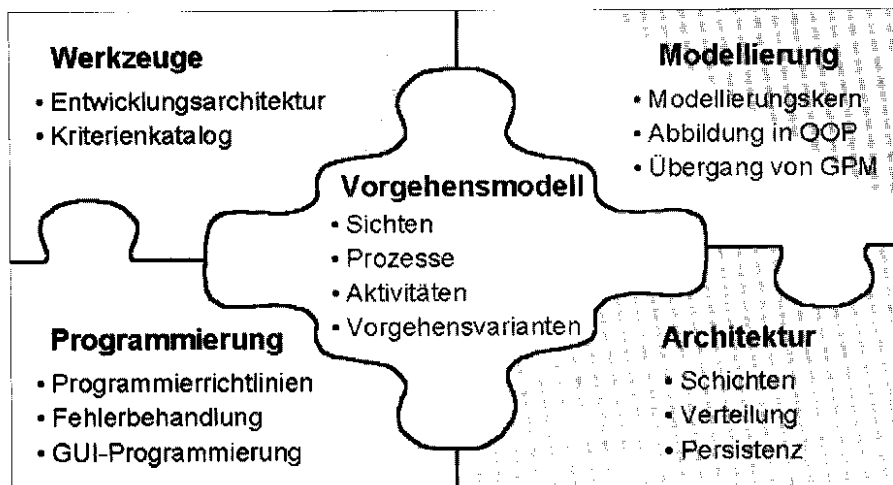 Werkzeuge
• Entwicklungsarchitektur
• Kriterienkatalog
Modellierung
• Modellierungskern
• Abbildung in OOP
• Übergang von GPM
Vorgehensmodell
• Sichten
• Prozesse
• Aktivitäten
• Vorgehensvarianten
Programmierung
• Programmierrichtlinien
• Fehlerbehandlung
• GUI-Programmierung
Architektur
• Schichten
• Verteilung
• Persistenz